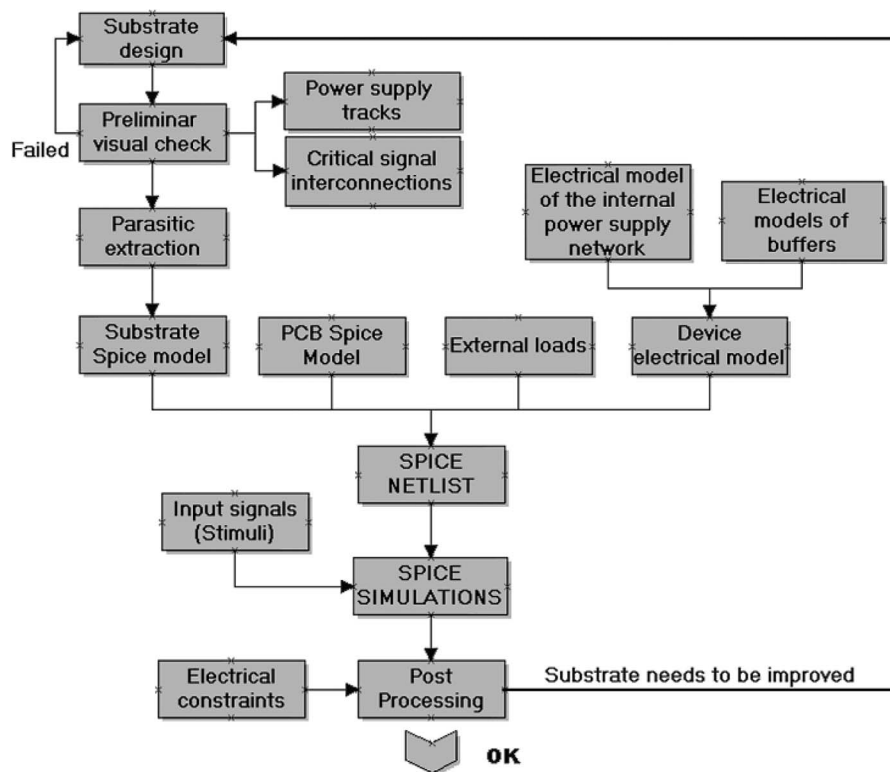 Substrate
design
Preliminar
visual check
Failed
Power supply
tracks
Critical signal
interconnections
Parasitic
extraction
Electrical model
of the internal
power supply
network
Electrical
models of
buffers
Substrate
Spice model
PCB Spice
Model
External loads
Device
electrical model
SPICE
NETLIST
Input signals
(Stimuli)
SPICE
SIMULATIONS
Electrical
constraints
Post
Processing
Substrate needs to be improved
OK